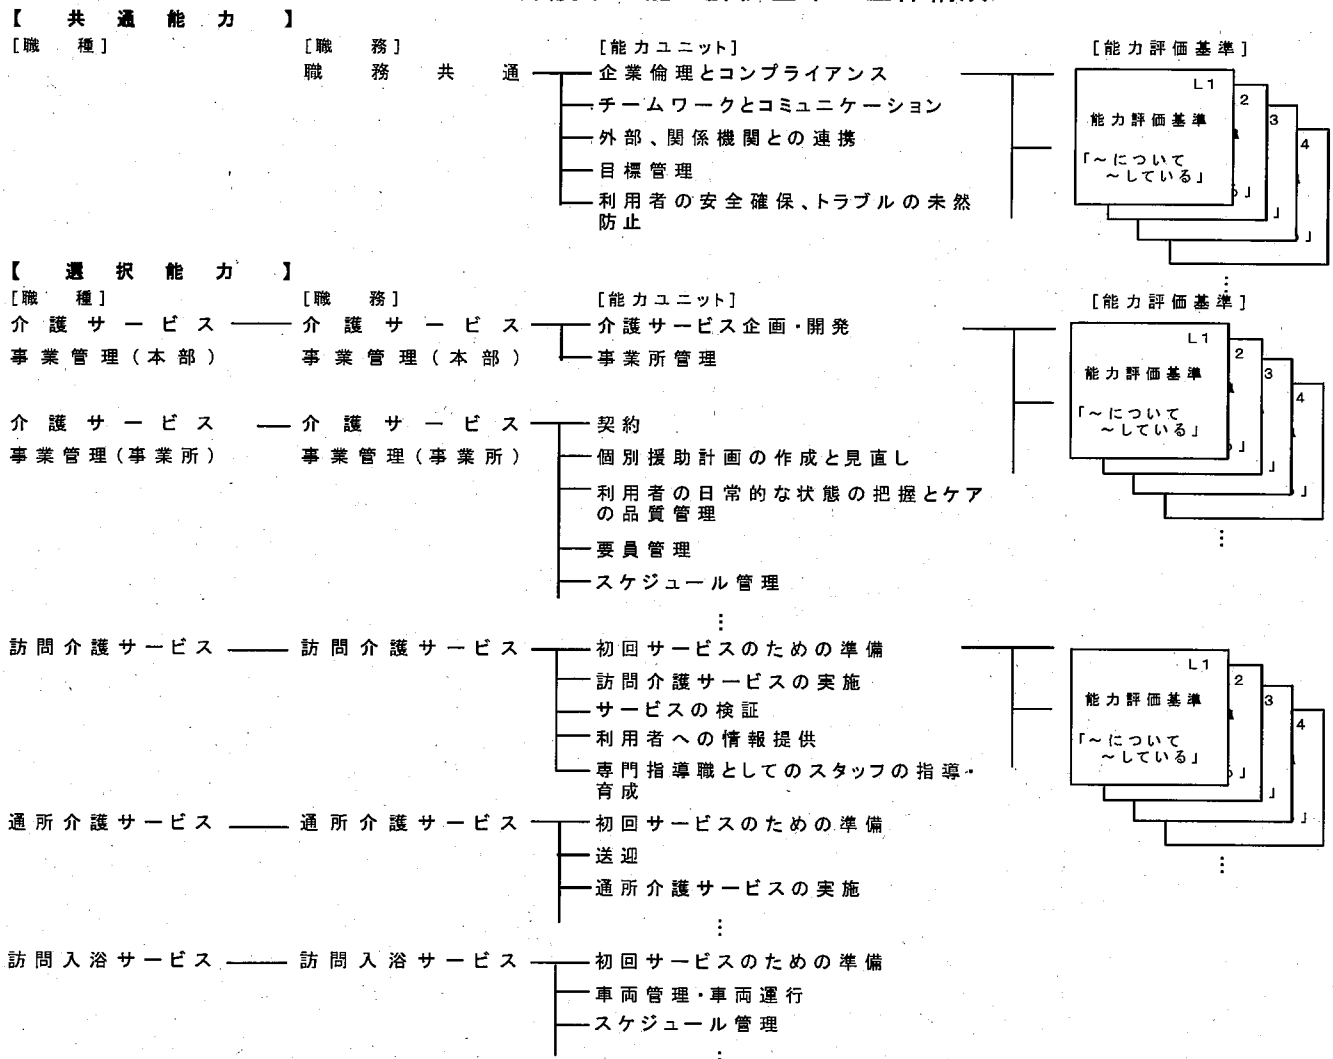 【 共通能力 】
[職 種] [職 務] [能力ユニット] [能力評価基準]
職務共通 企業倫理とコンプライアンス
チームワークとコミュニケーション
外部、関係機関との連携
目標管理
利用者の安全確保、トラブルの未然
防止
L1
能力評価基準
「~について
~している」
2
3
4
」
」
」
⋮
【 選択能力 】
[職 種] [職 務] [能力ユニット] [能力評価基準]
介護サービス 介護サービス 介護サービス企画・開発
事業管理(本部) 事業管理(本部) 事業所管理
L1
能力評価基準
「~について
~している」
2
3
4
」
」
」
⋮
介護サービス 介護サービス 契約
事業管理(事業所) 事業管理(事業所) 個別援助計画の作成と見直し
利用者の日常的な状態の把握とケア
の品質管理
要員管理
スケジュール管理
⋮
訪問介護サービス 訪問介護サービス 初回サービスのための準備
訪問介護サービスの実施
サービスの検証
利用者への情報提供
専門指導職としてのスタッフの指導・
育成
L1
能力評価基準
「~について
~している」
2
3
4
」
」
」
⋮
通所介護サービス 通所介護サービス 初回サービスのための準備
送迎
通所介護サービスの実施
⋮
訪問入浴サービス 訪問入浴サービス 初回サービスのための準備
車両管理・車両運行
スケジュール管理
⋮